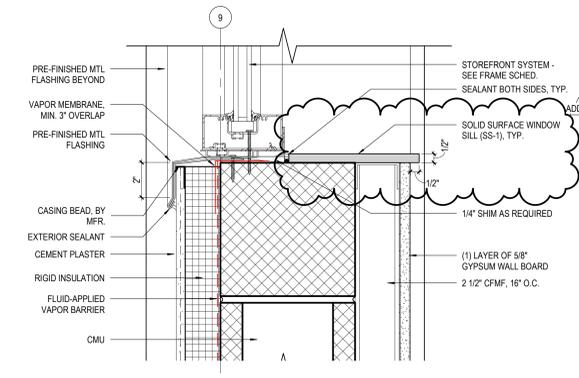 9
PRE-FINISHED MTL
FLASHING BEYOND
VAPOR MEMBRANE,
MIN. 3" OVERLAP
PRE-FINISHED MTL
FLASHING
2"
CASING BEAD, BY
MFR.
EXTERIOR SEALANT
CEMENT PLASTER
RIGID INSULATION
FLUID-APPLIED
VAPOR BARRIER
CMU
STOREFRONT SYSTEM -
SEE FRAME SCHED.
SEALANT BOTH SIDES, TYP.
SOLID SURFACE WINDOW
SILL (SS-1), TYP.
1/2"
1/2"
1/4" SHIM AS REQUIRED
(1) LAYER OF 5/8"
GYPSUM WALL BOARD
2 1/2" CFMF, 16" O.C.